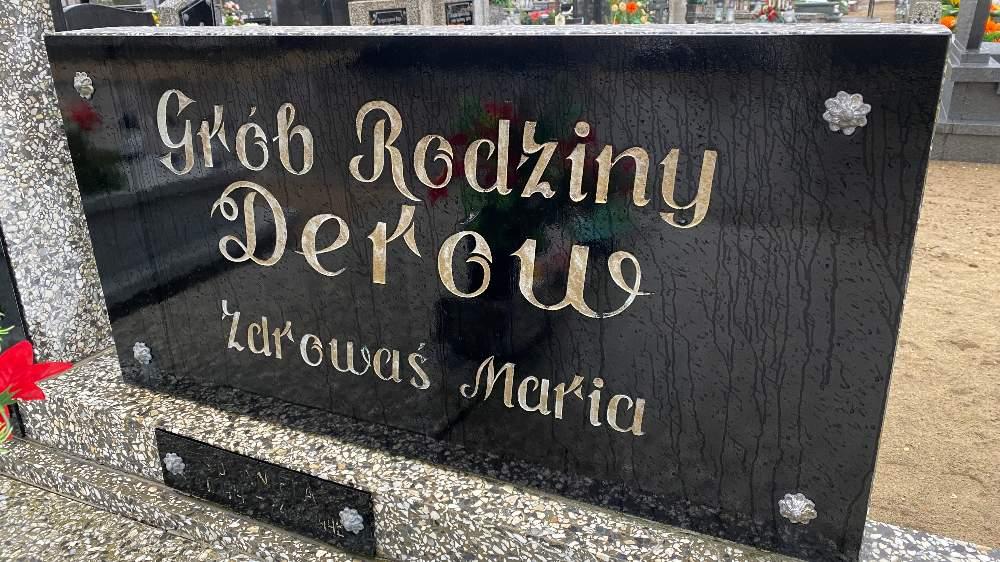 Grób Rodziny
Derów
Zdrowaś Maria